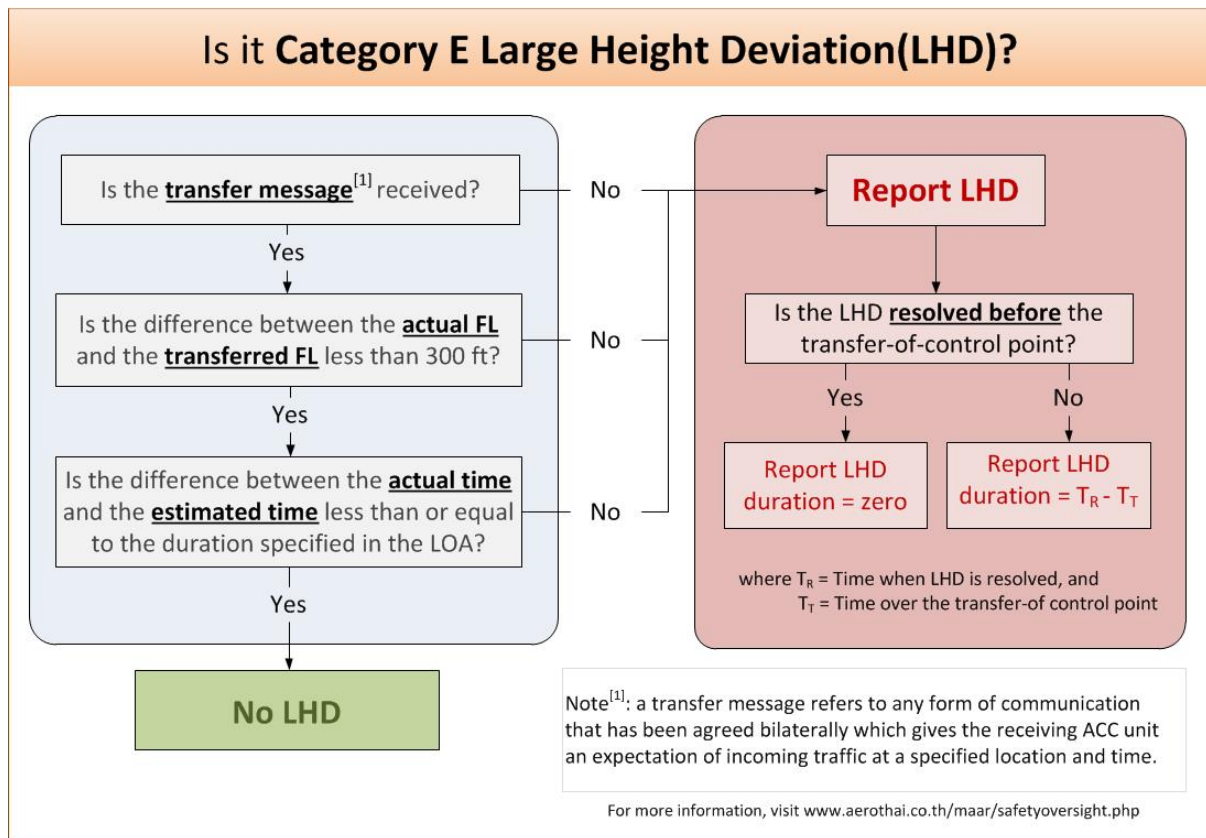 Is it Category E Large Height Deviation(LHD)?
Is the transfer message[1] received?
No
Yes
Is the difference between the actual FL
and the transferred FL less than 300 ft?
No
Yes
Is the difference between the actual time
and the estimated time less than or equal
to the duration specified in the LOA?
No
Yes
No LHD
Report LHD
Is the LHD resolved before the
transfer-of-control point?
Yes
No
Report LHD
duration = zero
Report LHD
duration = TR - TT
where TR = Time when LHD is resolved, and
TT = Time over the transfer-of control point
Note[1]: a transfer message refers to any form of communication
that has been agreed bilaterally which gives the receiving ACC unit
an expectation of incoming traffic at a specified location and time.
For more information, visit www.aerothai.co.th/maar/safetyoversight.php